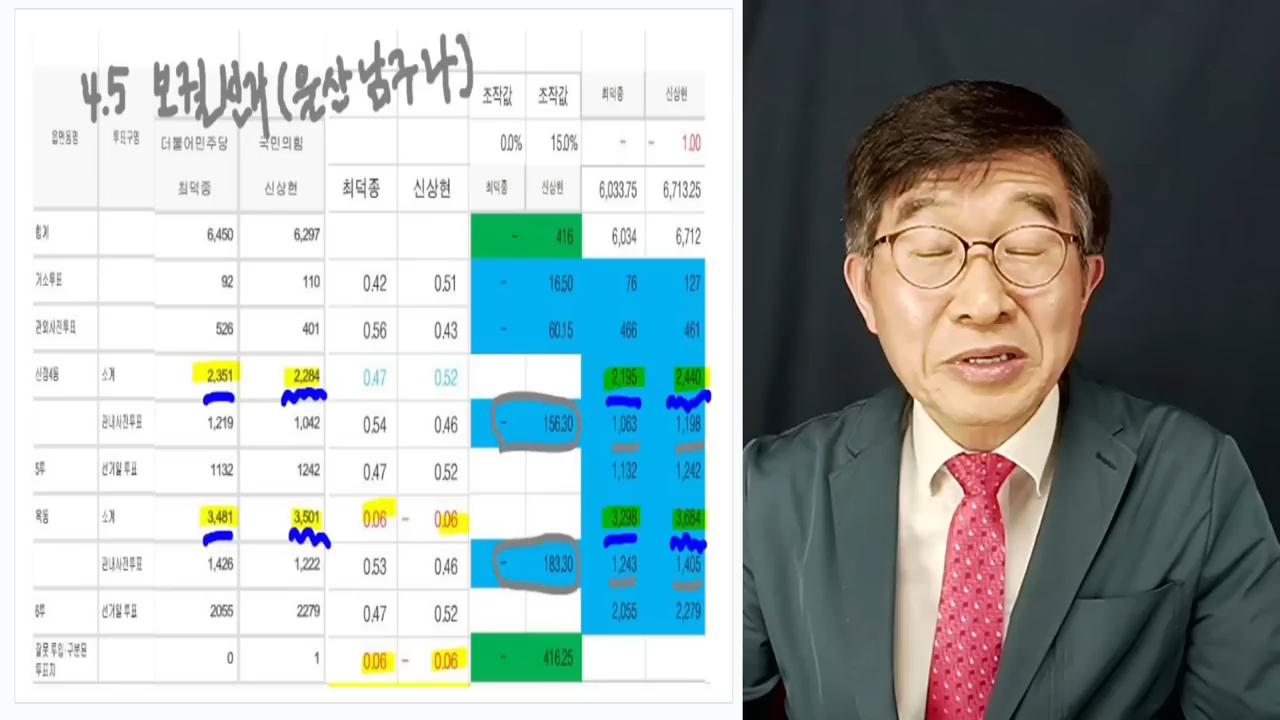 4.5 보궐선거(울산남구나)
조작값 조작값 최덕종 신상현
읍면동명 투표구명 더불어민주당 국민의힘 0.0% 15.0% - - 1.00
최덕종 신상현 최덕종 신상현 최덕종 신상현 6,033.75 6,713.25
합계 6,450 6,297 - 416 6,034 6,712
거소투표 92 110 0.42 0.51 - 16.50 76 127
관외사전투표 526 401 0.56 0.43 - 60.15 466 461
신정4동 소계 2,351 2,284 0.47 0.52 2,195 2,440
관내사전투표 1,219 1,042 0.54 0.46 - 156.30 1,063 1,198
5투 선거일 투표 1132 1242 0.47 0.52 1,132 1,242
옥동 소계 3,481 3,501 0.06 - 0.06 3,298 3,684
관내사전투표 1,426 1,222 0.53 0.46 - 183.30 1,243 1,405
6투 선거일 투표 2055 2279 0.47 0.52 2,055 2,279
잘못 투입·구분된
투표지 0 1 0.06 - 0.06 - 416.25